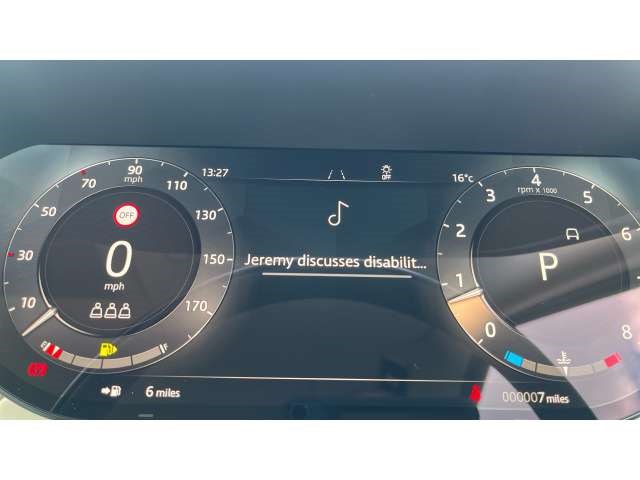 90
mph
70
110
50
130
30
150
10
170
OFF
0
mph
E
F
13:27
OFF
16°c
Jeremy discusses disabilit...
3
4
5
rpm x 1000
2
6
1
P
0
8
6 miles
000007 miles